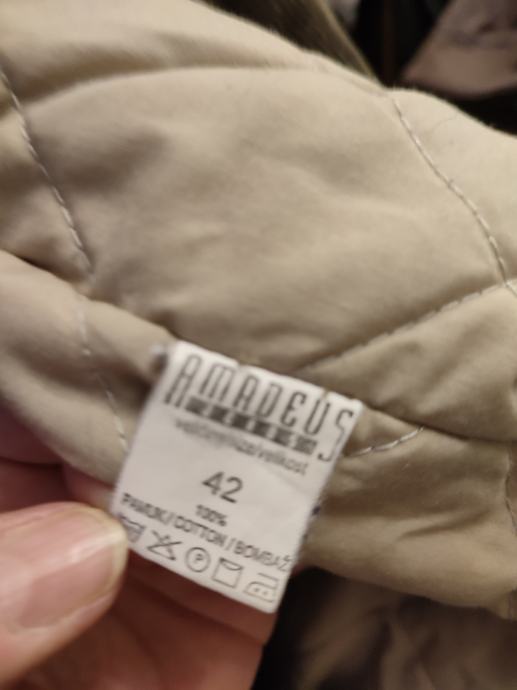 AMADEUS
42
100%
PAMUK / COTTON / BOMBAŽ
P